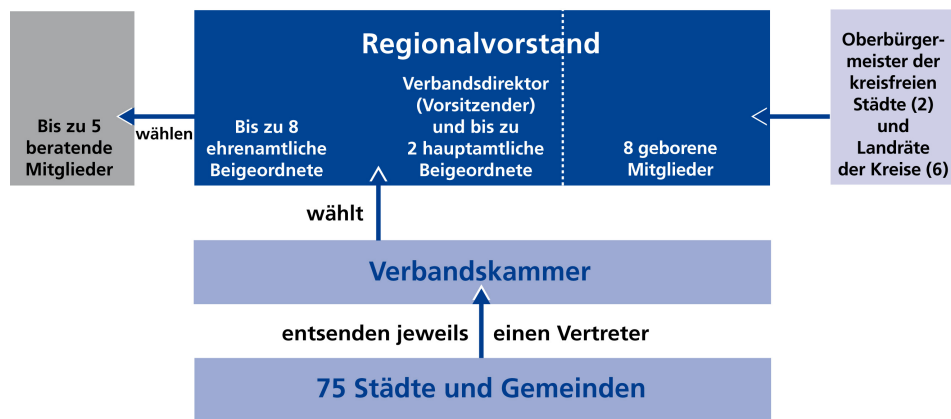 Regionalvorstand
Bis zu 5
beratende
Mitglieder
wählen
Bis zu 8
ehrenamtliche
Beigeordnete
Verbandsdirektor
(Vorsitzender)
und bis zu
2 hauptamtliche
Beigeordnete
8 geborene
Mitglieder
Oberbürger-
meister der
kreisfreien
Städte (2)
und
Landräte
der Kreise (6)
wählt
Verbandskammer
entsenden jeweils einen Vertreter
75 Städte und Gemeinden